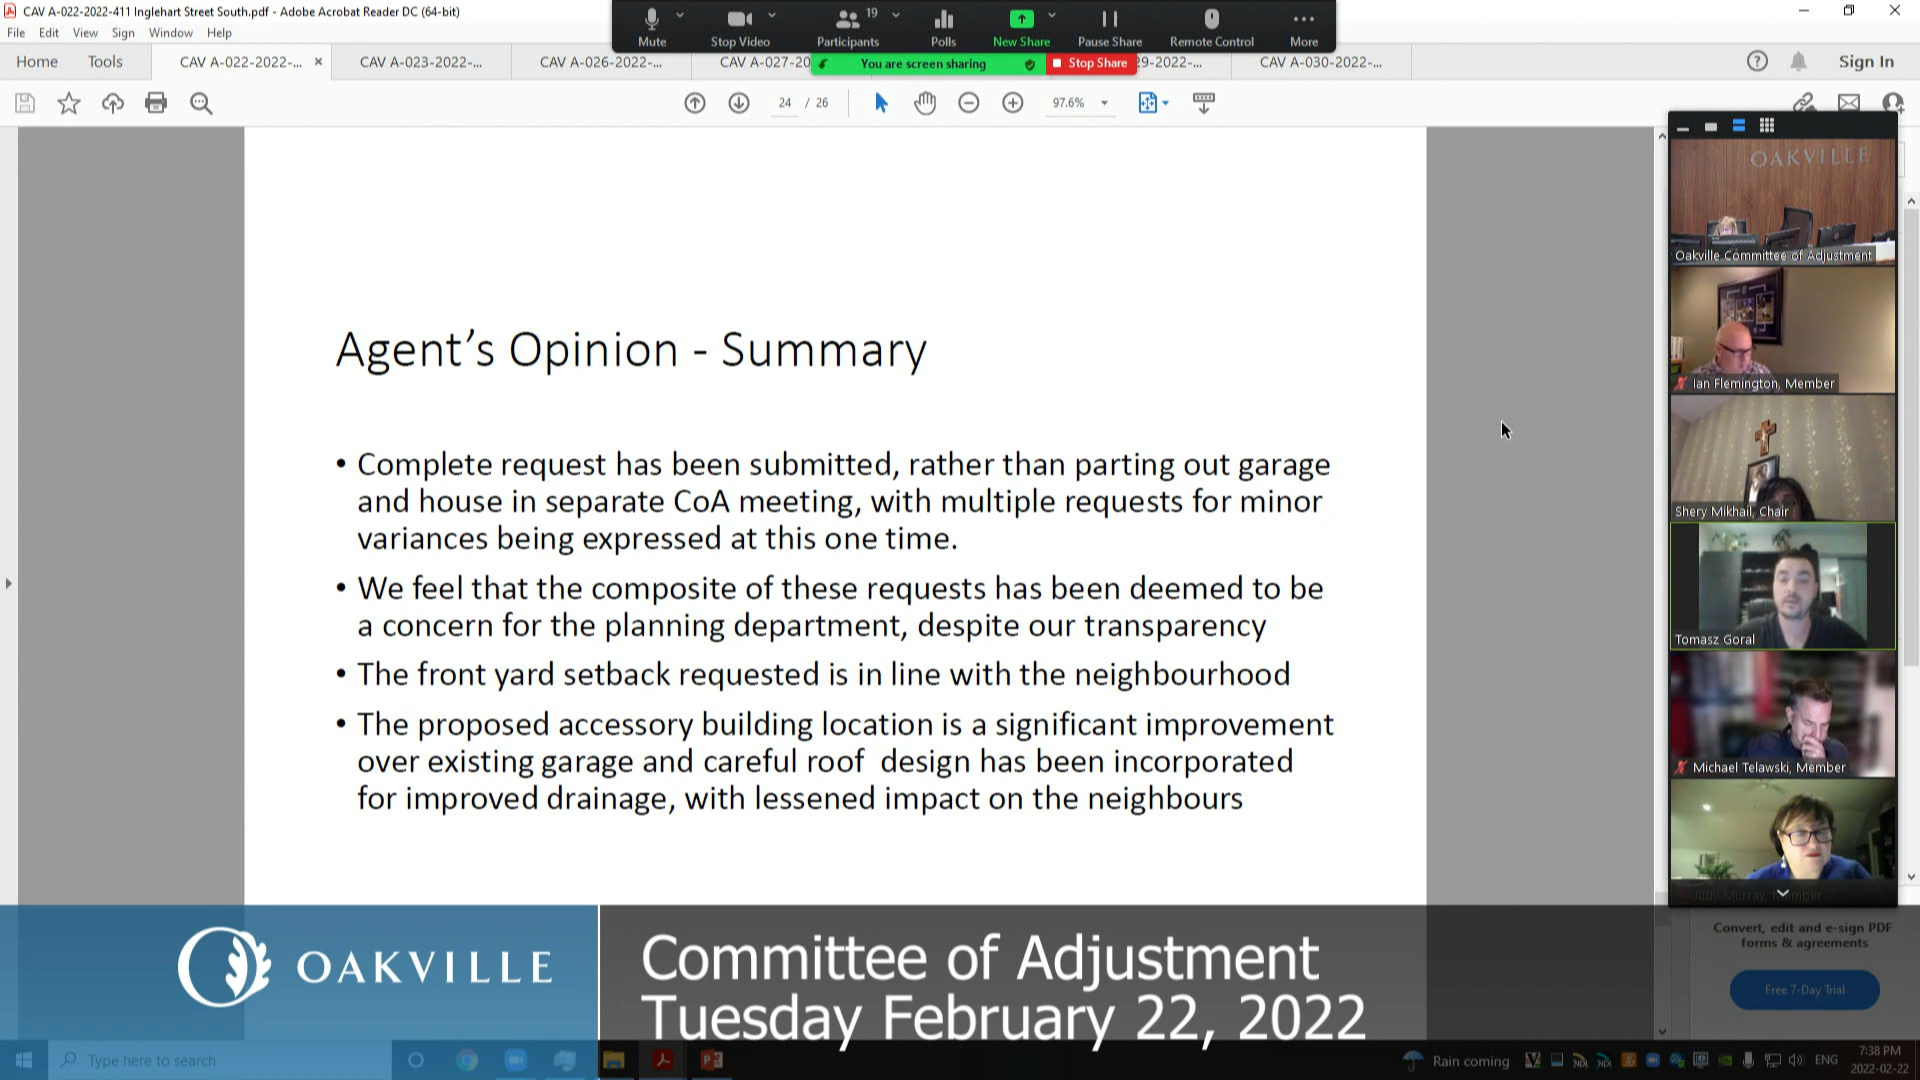 CAV A-022-2022-411 Inglehart Street South.pdf - Adobe Acrobat Reader DC (64-bit)
File Edit View Sign Window Help
Mute Stop Video Participants 19 Polls New Share Pause Share Remote Control More
You are screen sharing Stop Share
Home Tools CAV A-022-2022-... × CAV A-023-2022-... CAV A-026-2022-... CAV A-027-20 29-2022-... CAV A-030-2022-... Sign In
24 / 26 97.6%
OAKVILLE
Oakville Committee of Adjustment
Ian Flemington, Member
Shery Mikhail, Chair
Tomasz Goral
Michael Telawski, Member
Agent's Opinion - Summary
• Complete request has been submitted, rather than parting out garage
and house in separate CoA meeting, with multiple requests for minor
variances being expressed at this one time.
• We feel that the composite of these requests has been deemed to be
a concern for the planning department, despite our transparency
• The front yard setback requested is in line with the neighbourhood
• The proposed accessory building location is a significant improvement
over existing garage and careful roof  design has been incorporated
for improved drainage, with lessened impact on the neighbours
Convert, edit and e-sign PDF
forms & agreements
Free 7-Day Trial
OAKVILLE
Committee of Adjustment
Tuesday February 22, 2022
Type here to search
Rain coming
ENG
7:38 PM
2022-02-22